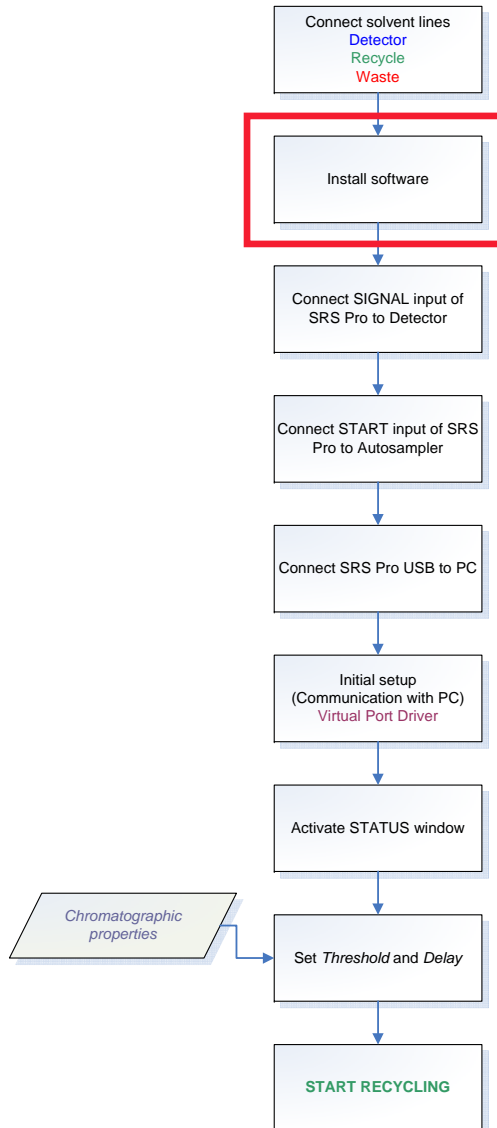 Connect solvent lines
Detector
Recycle
Waste
Install software
Connect SIGNAL input of
SRS Pro to Detector
Connect START input of SRS
Pro to Autosampler
Connect SRS Pro USB to PC
Initial setup
(Communication with PC)
Virtual Port Driver
Activate STATUS window
Chromatographic
properties
Set Threshold and Delay
START RECYCLING